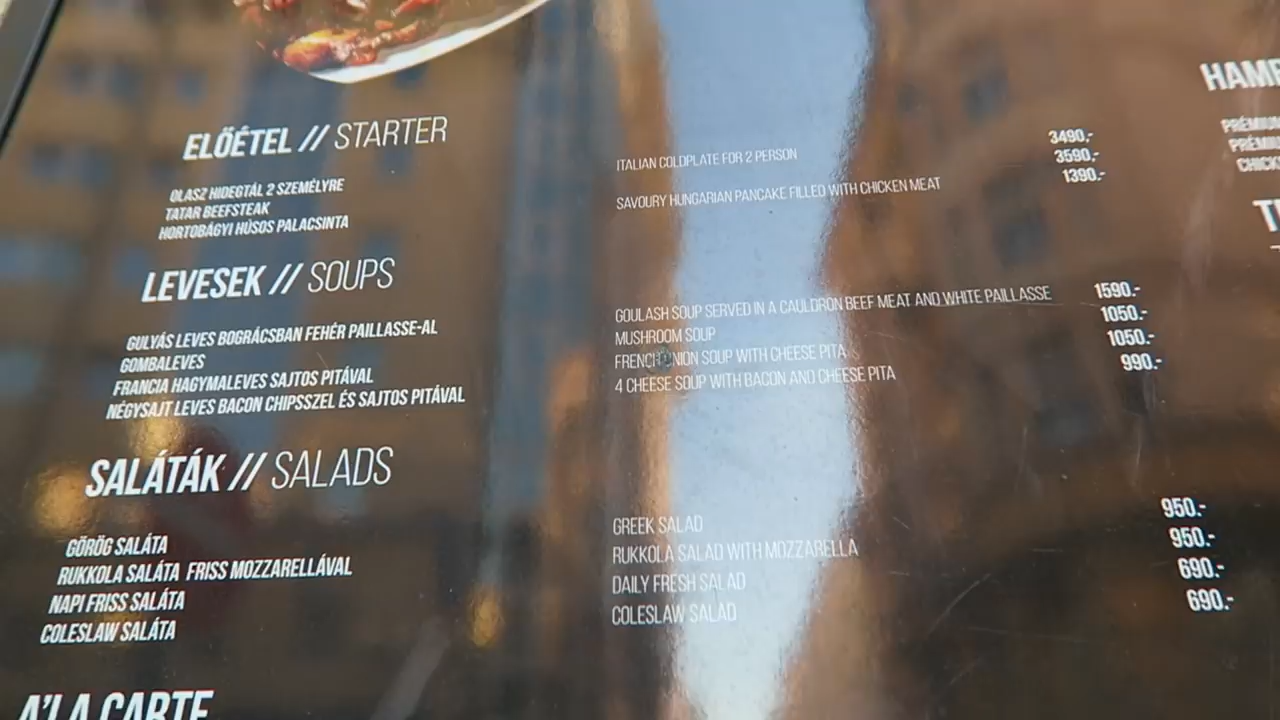 ELŐÉTEL // STARTER
OLASZ HIDEGTÁL 2 SZEMÉLYRE
TATAR BEEFSTEAK
HORTOBÁGYI HÚSOS PALACSINTA
ITALIAN COLDPLATE FOR 2 PERSON
SAVOURY HUNGARIAN PANCAKE FILLED WITH CHICKEN MEAT
3490,-
3590.-
1390.-
LEVESEK // SOUPS
GULYÁS LEVES BOGRÁCSBAN FEHÉR PAILLASSE-AL
GOMBALEVES
FRANCIA HAGYMALEVES SAJTOS PITÁVAL
NÉGYSAJT LEVES BACON CHIPSSZEL ÉS SAJTOS PITÁVAL
GOULASH SOUP SERVED IN A CAULDRON BEEF MEAT AND WHITE PAILLASSE
MUSHROOM SOUP
FRENCH ONION SOUP WITH CHEESE PITA
4 CHEESE SOUP WITH BACON AND CHEESE PITA
1590.-
1050.-
1050.-
990.-
SALÁTÁK // SALADS
GÖRÖG SALÁTA
RUKKOLA SALÁTA FRISS MOZZARELLÁVAL
NAPI FRISS SALÁTA
COLESLAW SALÁTA
GREEK SALAD
RUKKOLA SALAD WITH MOZZARELLA
DAILY FRESH SALAD
COLESLAW SALAD
950.-
950.-
690.-
690.-
A'LA CARTE